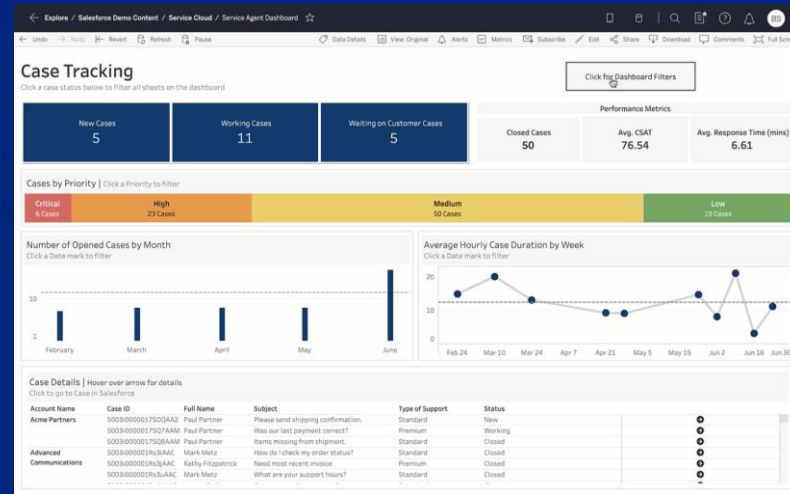 Explore / Salesforce Demo Content / Service Cloud / Service Agent Dashboard
BS
Undo Redo Revert Refresh Pause Data Details View Original Alerts Metrics Subscribe Edit Share Download Comments Full Scre
Case Tracking
Click a case status below to filter all sheets on the dashboard
Click for Dashboard Filters
New Cases
5
Working Cases
11
Waiting on Customer Cases
5
Performance Metrics
Closed Cases
50
Avg. CSAT
76.54
Avg. Response Time (mins)
6.61
Cases by Priority | Click a Priority to filter
Critical
6 Cases
High
23 Cases
Medium
50 Cases
Low
19 Cases
Number of Opened Cases by Month
Click a Date mark to filter
10
1
February March April May June
Average Hourly Case Duration by Week
Click a Date mark to filter
20
10
0
Feb 24 Mar 10 Mar 24 Apr 7 Apr 21 May 5 May 19 Jun 2 Jun 16 Jun 30
Case Details | Hover over arrow for details
Click to go to Case in Salesforce
Account Name Case ID Full Name Subject Type of Support Status
Acme Partners Paul Partner Please send shipping confirmation. Standard New
Paul Partner Was our last payment correct? Premium Working
Paul Partner Items missing from shipment. Standard Closed
Advanced Mark Metz How do I check my order status? Standard Closed
Communications Kathy Fitzpatrick Need most recent invoice Premium Closed
Mark Metz What are your support hours? Standard Closed